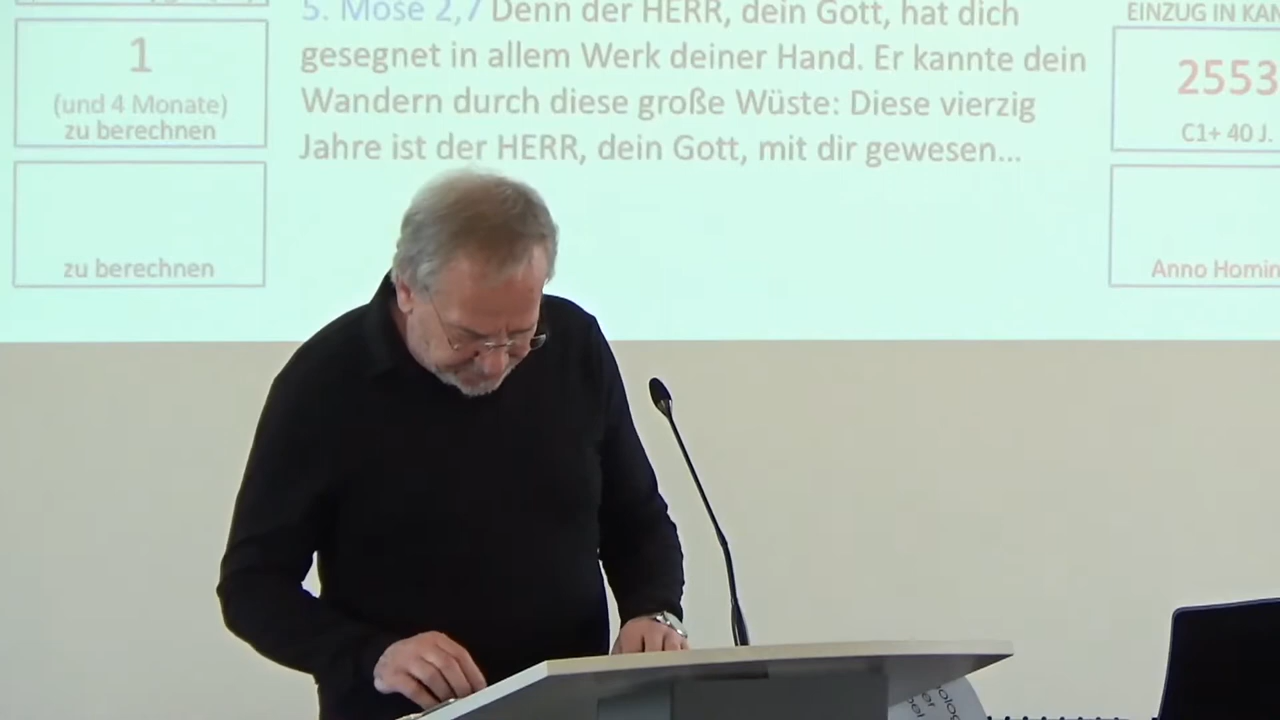 1
(und 4 Monate)
zu berechnen
zu berechnen
5. Mose 2,7 Denn der HERR, dein Gott, hat dich
gesegnet in allem Werk deiner Hand. Er kannte dein
Wandern durch diese große Wüste: Diese vierzig
Jahre ist der HERR, dein Gott, mit dir gewesen...
EINZUG IN KAN
2553
C1+ 40 J.
Anno Homin